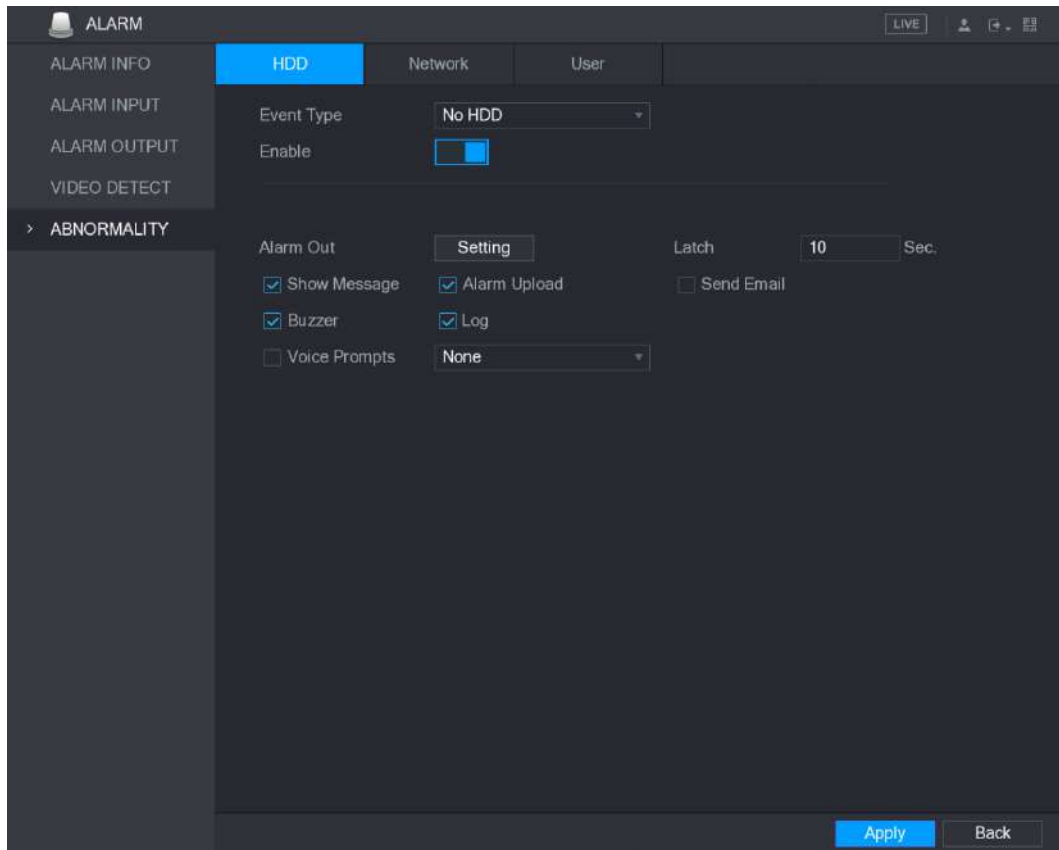 ALARM
LIVE
ALARM INFO
ALARM INPUT
ALARM OUTPUT
VIDEO DETECT
> ABNORMALITY
HDD Network User
Event Type No HDD
Enable
Alarm Out Setting Latch 10 Sec.
Show Message Alarm Upload Send Email
Buzzer Log
Voice Prompts None
Apply Back